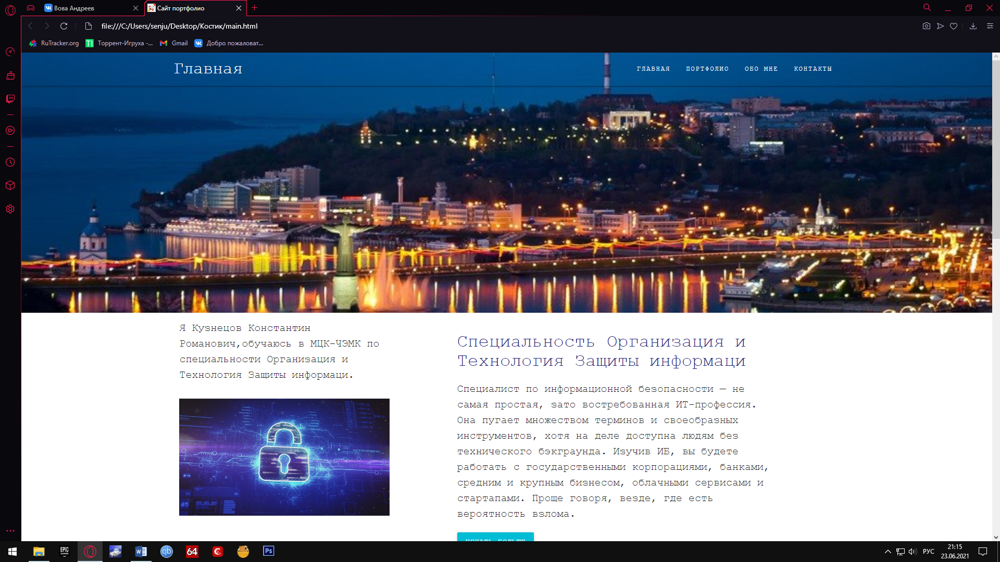 Вова Андреев
Сайт портфолио
file:///C:/Users/senju/Desktop/Костик/main.html
RuTracker.org
Торрент-Игруха -...
Gmail
Добро пожаловат...
Главная
ГЛАВНАЯ
ПОРТФОЛИО
ОБО МНЕ
КОНТАКТЫ
Я Кузнецов Константин
Романович,обучаюсь в МЦК-ЧЭМК по
специальности Организация и
Технология Защиты информаци.
Специальность Организация и
Технология Защиты информаци
Специалист по информационной безопасности — не
самая простая, зато востребованная ИТ-профессия.
Она пугает множеством терминов и своеобразных
инструментов, хотя на деле доступна людям без
технического бэкграунда. Изучив ИБ, вы будете
работать с государственными корпорациями, банками,
средним и крупным бизнесом, облачными сервисами и
стартапами. Проще говоря, везде, где есть
вероятность взлома.
EPIC
GAMES
qb
64
Ps
РУС
21:15
23.06.2021